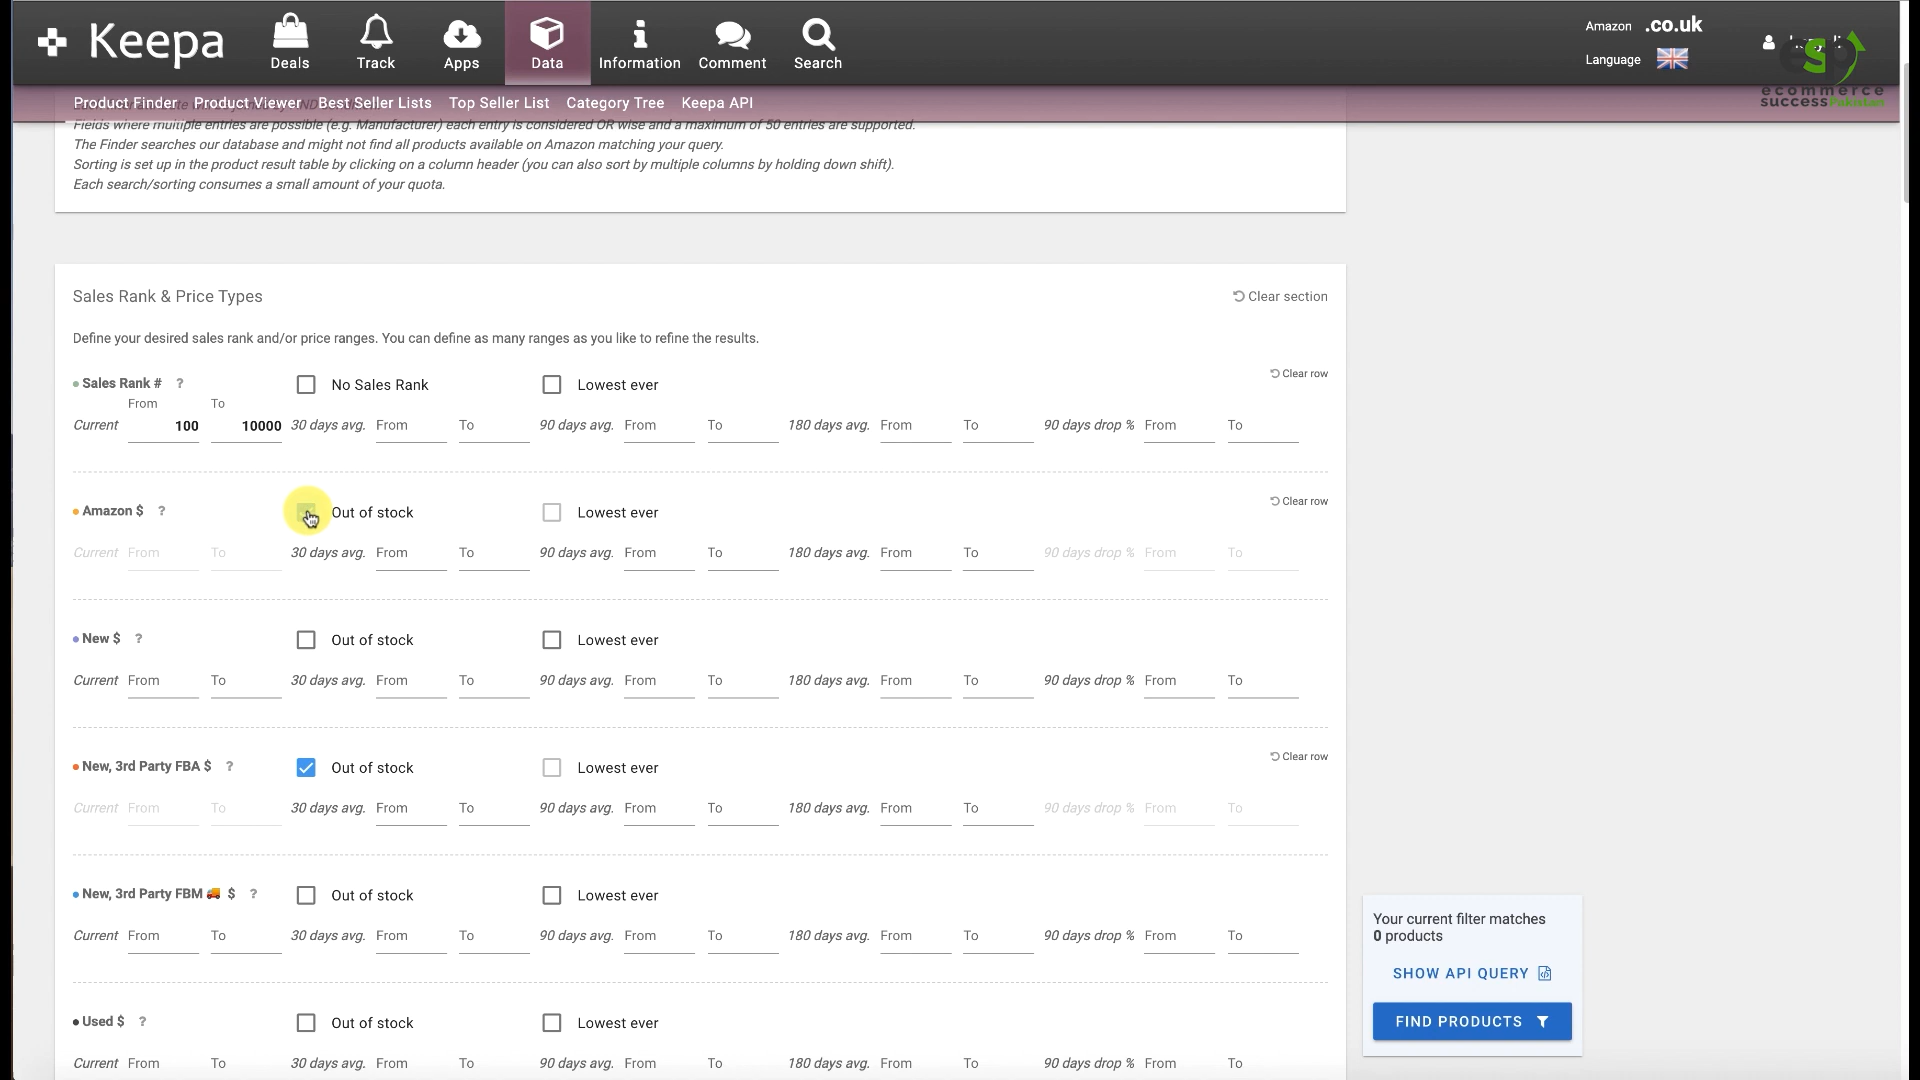 Keepa
Deals
Track
Apps
Data
Information
Comment
Search
Amazon .co.uk
Language
ecommerce
success Pakistan
Product Finder Product Viewer Best Seller Lists Top Seller List Category Tree Keepa API
Fields where multiple entries are possible (e.g. Manufacturer) each entry is considered OR wise and a maximum of 50 entries are supported.
The Finder searches our database and might not find all products available on Amazon matching your query.
Sorting is set up in the product result table by clicking on a column header (you can also sort by multiple columns by holding down shift).
Each search/sorting consumes a small amount of your quota.
Sales Rank & Price Types Clear section
Define your desired sales rank and/or price ranges. You can define as many ranges as you like to refine the results.
Sales Rank # ? No Sales Rank Lowest ever Clear row
From To
Current 100 10000 30 days avg. From To 90 days avg. From To 180 days avg. From To 90 days drop % From To
Amazon $ ? Out of stock Lowest ever Clear row
Current From To 30 days avg. From To 90 days avg. From To 180 days avg. From To 90 days drop % From To
New $ ? Out of stock Lowest ever
Current From To 30 days avg. From To 90 days avg. From To 180 days avg. From To 90 days drop % From To
New, 3rd Party FBA $ ? Out of stock Lowest ever Clear row
Current From To 30 days avg. From To 90 days avg. From To 180 days avg. From To 90 days drop % From To
New, 3rd Party FBM 🚚 $ ? Out of stock Lowest ever
Current From To 30 days avg. From To 90 days avg. From To 180 days avg. From To 90 days drop % From To
Used $ ? Out of stock Lowest ever
Current From To 30 days avg. From To 90 days avg. From To 180 days avg. From To 90 days drop % From To
Your current filter matches
0 products
SHOW API QUERY
FIND PRODUCTS